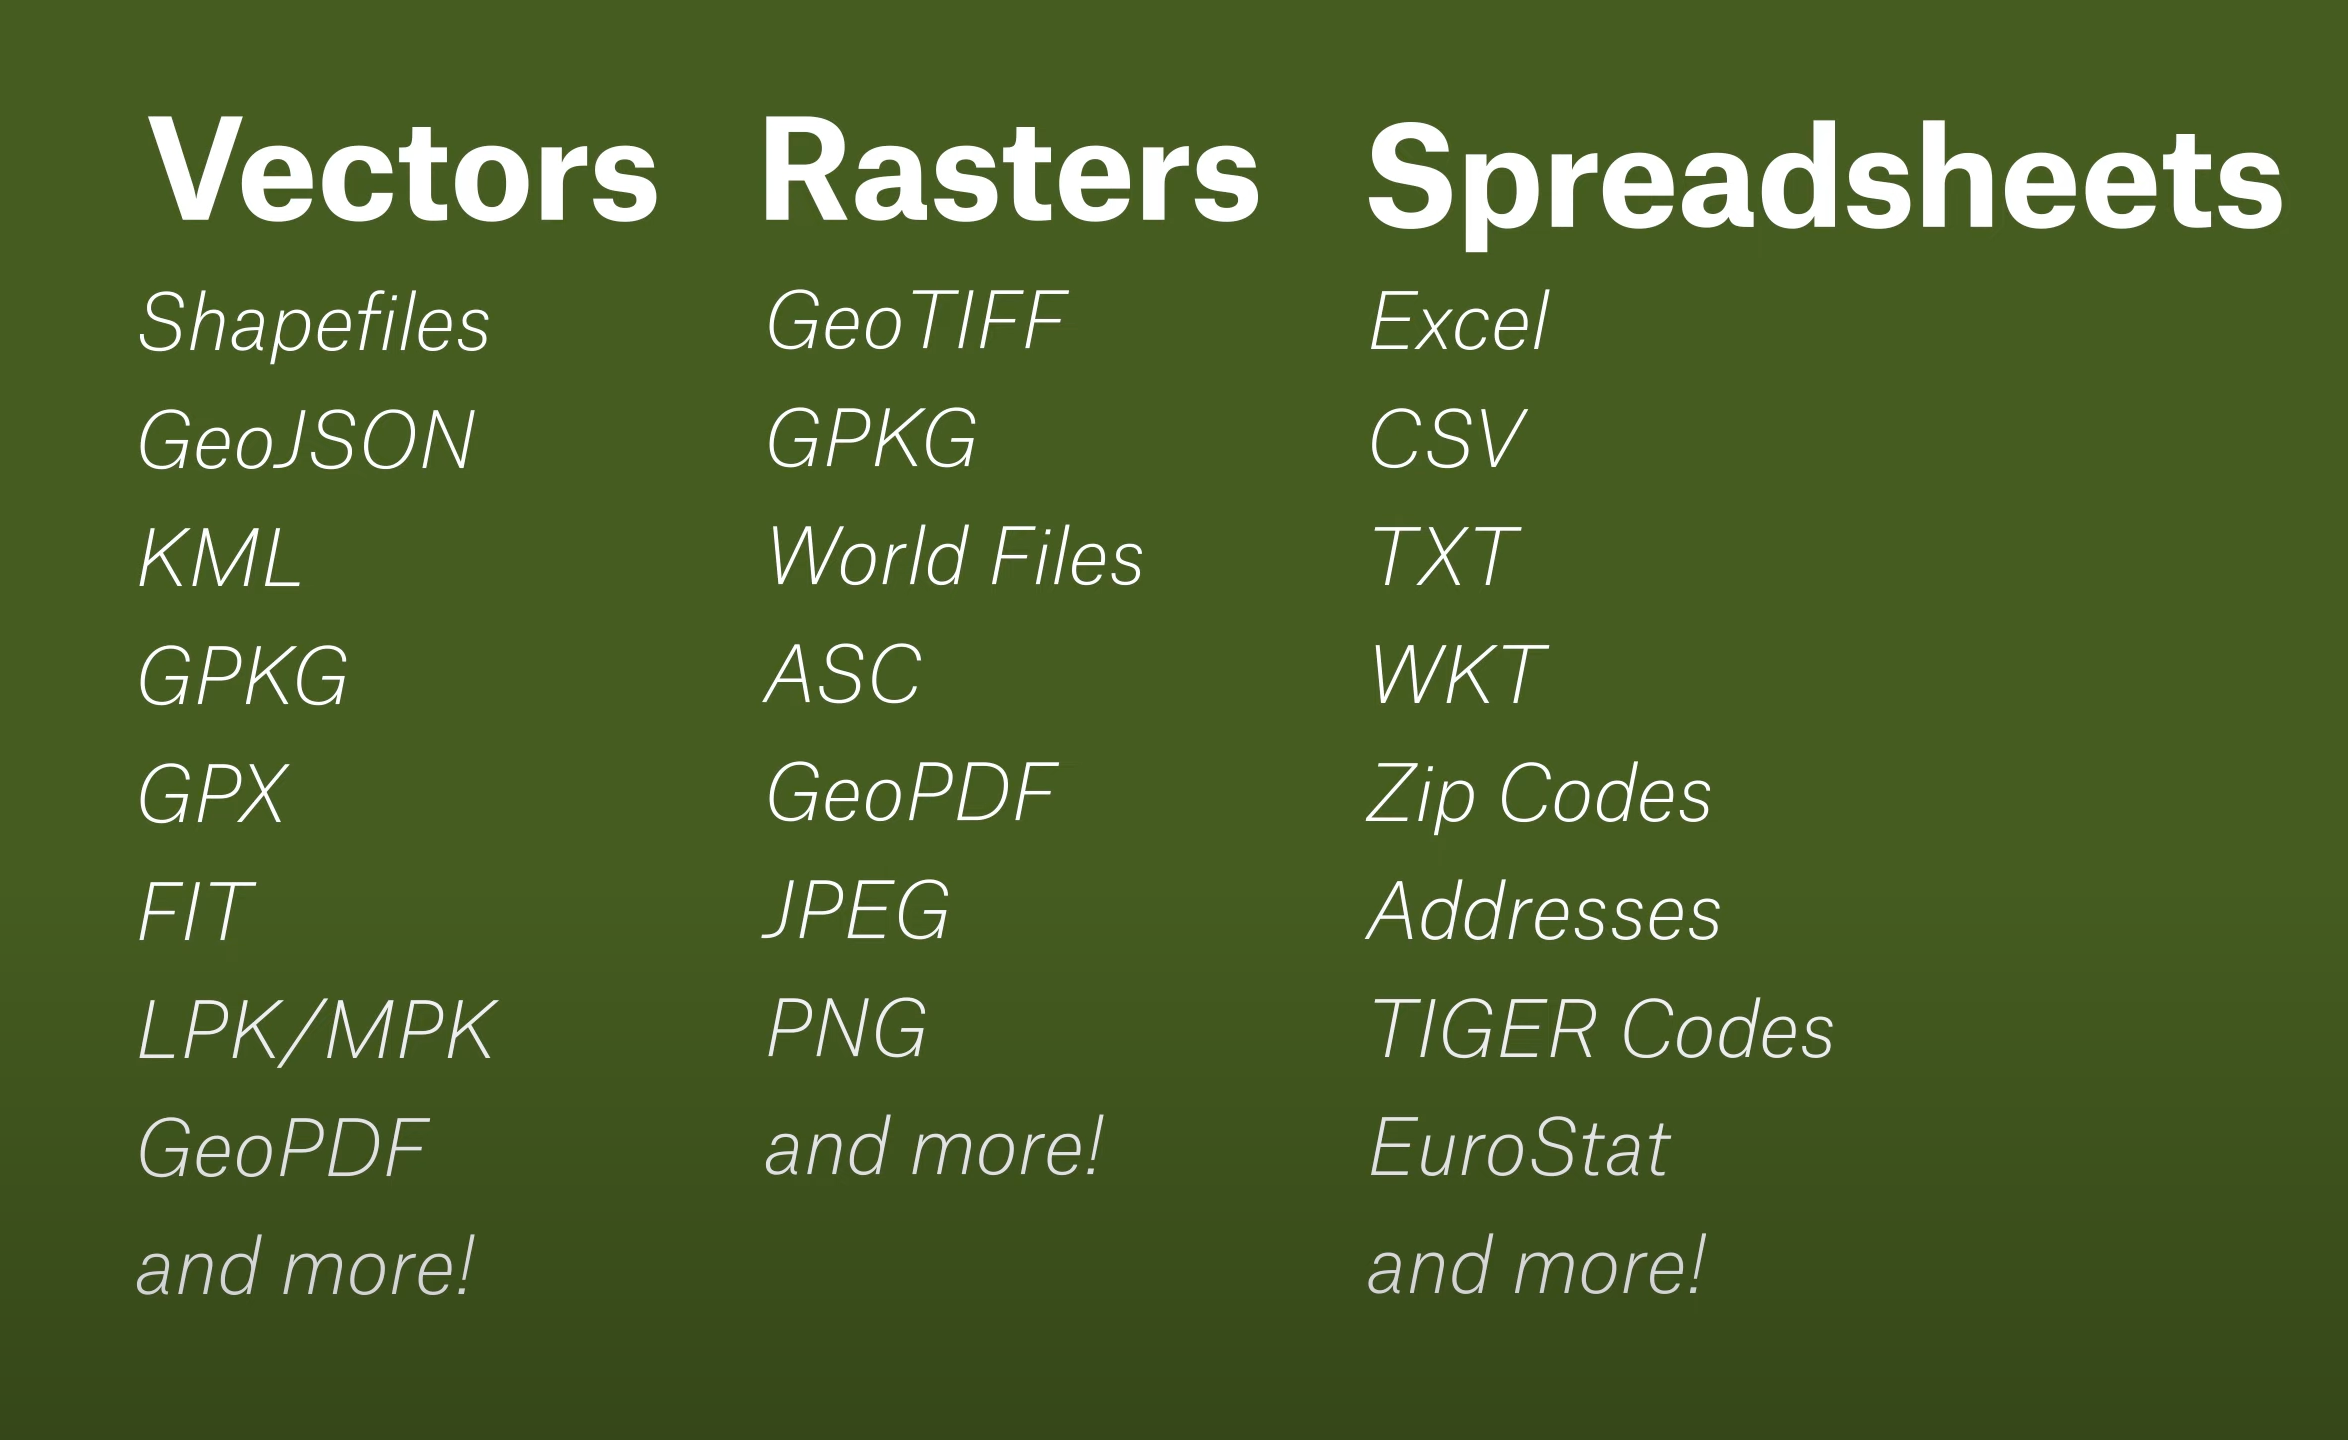 Vectors
Shapefiles
GeoJSON
KML
GPKG
GPX
FIT
LPK/MPK
GeoPDF
and more!
Rasters
GeoTIFF
GPKG
World Files
ASC
GeoPDF
JPEG
PNG
and more!
Spreadsheets
Excel
CSV
TXT
WKT
Zip Codes
Addresses
TIGER Codes
EuroStat
and more!